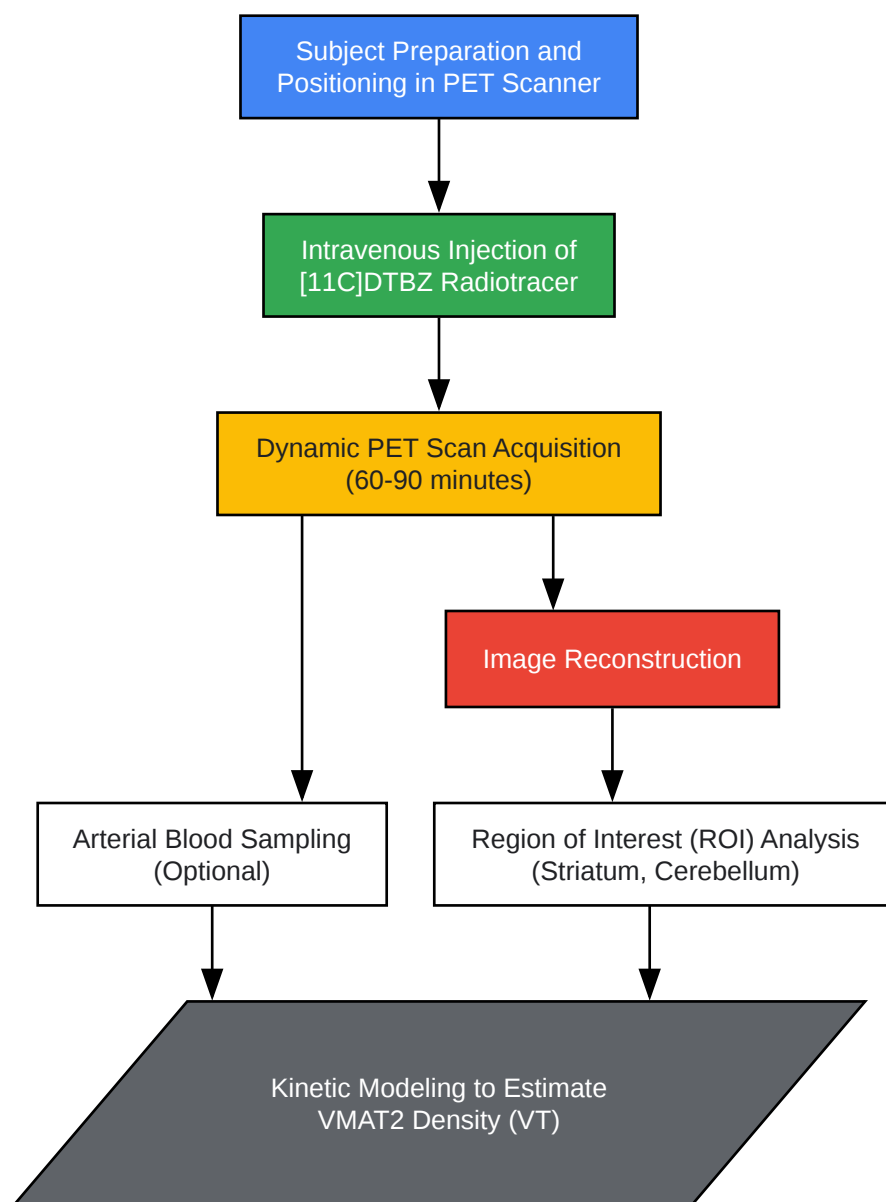 Subject Preparation and
Positioning in PET Scanner
Intravenous Injection of
[11C]DTBZ Radiotracer
Dynamic PET Scan Acquisition
(60-90 minutes)
Image Reconstruction
Arterial Blood Sampling
(Optional)
Region of Interest (ROI) Analysis
(Striatum, Cerebellum)
Kinetic Modeling to Estimate
VMAT2 Density (VT)